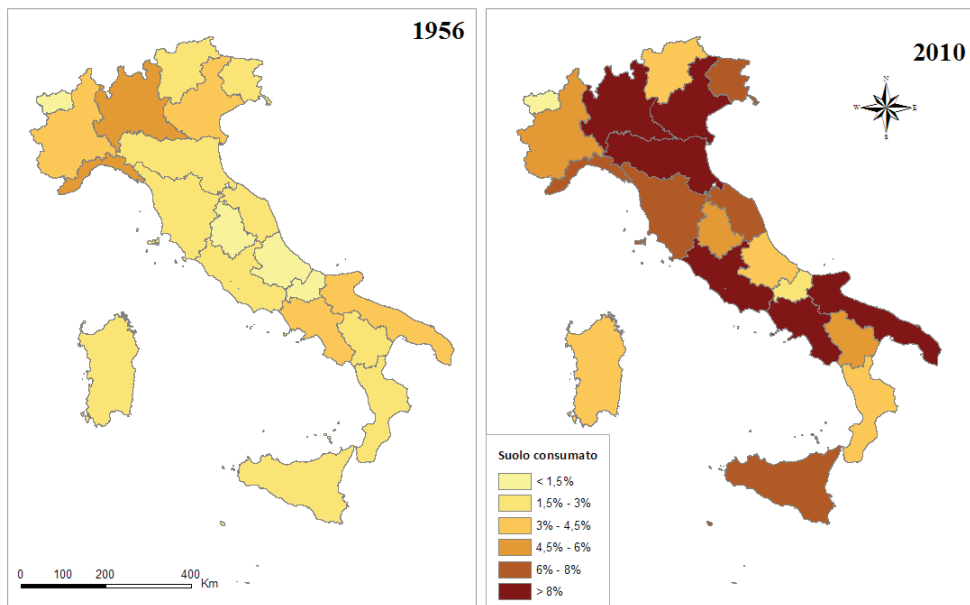 1956
2010
N
W
E
S
Suolo consumato
< 1,5%
1,5% - 3%
3% - 4,5%
4,5% - 6%
6% - 8%
> 8%
0 100 200 400
Km